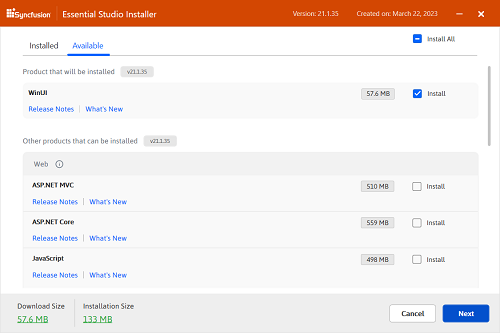 Syncfusion Essential Studio Installer Version: 21.1.35 Created on: March 22, 2023
Installed Available Install All
Product that will be installed v21.1.35
WinUI 57.6 MB Install
Release Notes What's New
Other products that can be installed v21.1.35
Web
ASP.NET MVC 510 MB Install
Release Notes What's New
ASP.NET Core 559 MB Install
Release Notes What's New
JavaScript 498 MB Install
Release Notes What's New
Download Size Installation Size
57.6 MB 133 MB Cancel Next